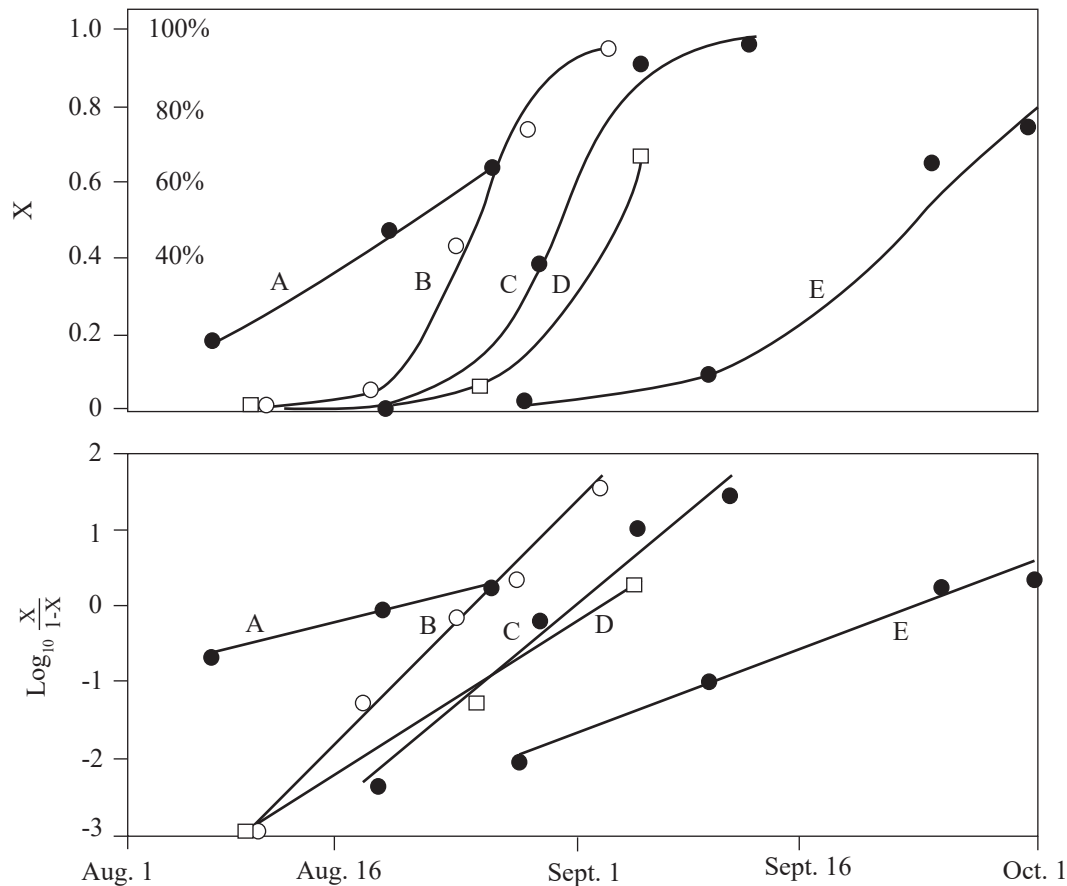 1.0 100%
0.8 80%
X 0.6 60%
0.4 40%
A B C D E
0.2
0
2
1
Log₁₀ X/1-X 0
A B C D E
-1
-2
-3
Aug. 1 Aug. 16 Sept. 1 Sept. 16 Oct. 1